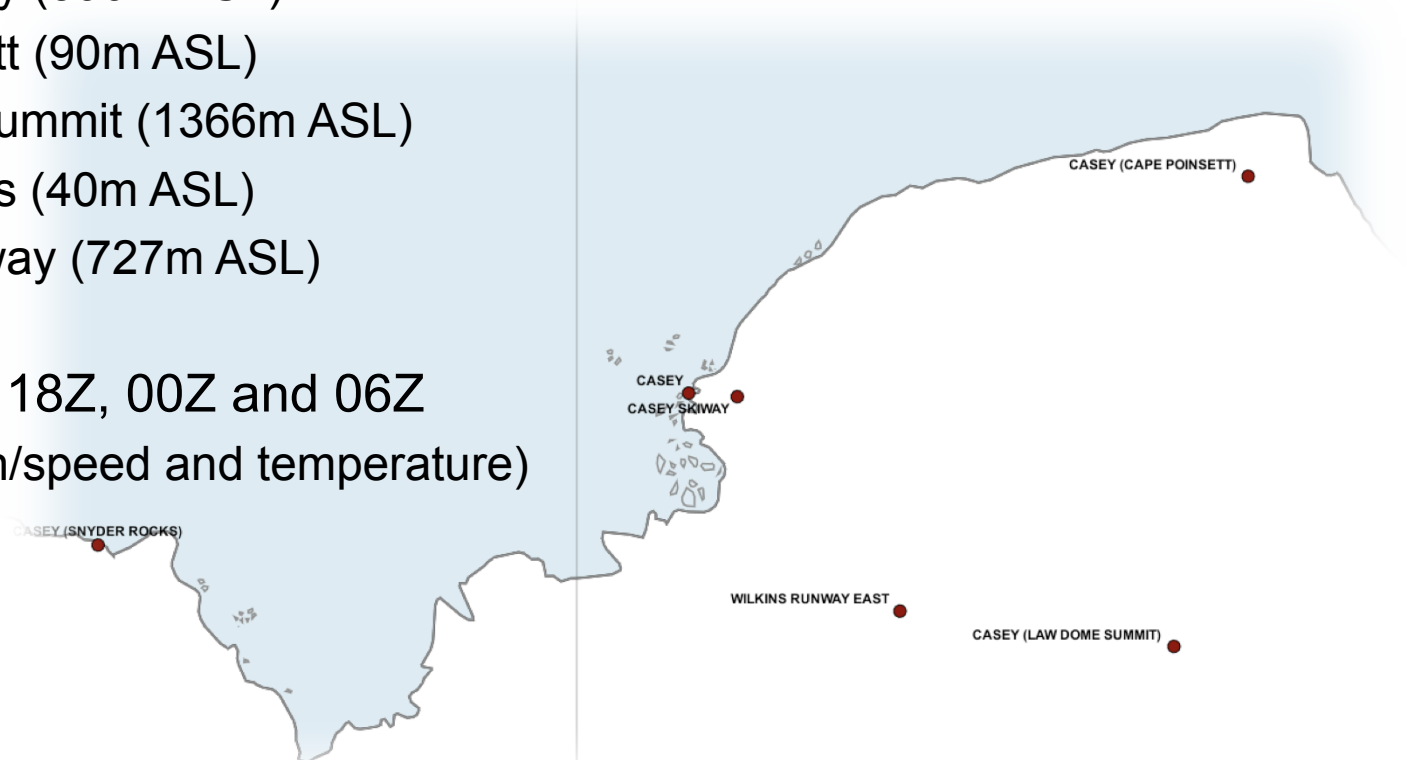 tt (90m ASL)
ummit (1366m ASL)
s (40m ASL)
vay (727m ASL)
18Z, 00Z and 06Z
n/speed and temperature)
CASEY (CAPE POINSETT)
CASEY
CASEY SKIWAY
CASEY (SNYDER ROCKS)
WILKINS RUNWAY EAST
CASEY (LAW DOME SUMMIT)